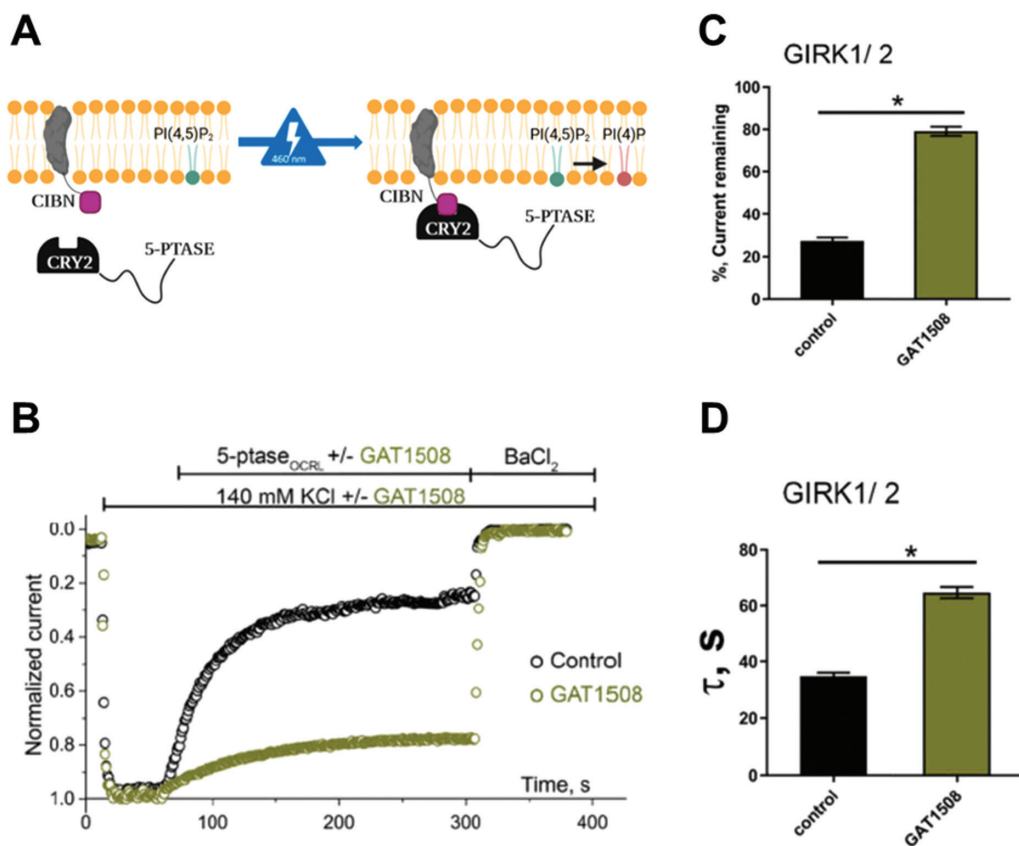 A
PI(4,5)P₂
460 nm
PI(4,5)P₂ PI(4)P
CIBN
CRY2
5-PTASE
CIBN
CRY2
5-PTASE
B
5-ptaseOCRL +/- GAT1508
BaCl₂
140 mM KCl +/- GAT1508
Normalized current
0.0
0.2
0.4
0.6
0.8
1.0
Control
GAT1508
Time, s
0 100 200 300 400
C
GIRK1/ 2
%, Current remaining
100
80
60
40
20
0
*
control
GAT1508
D
GIRK1/ 2
τ, s
80
60
40
20
0
*
control
GAT1508